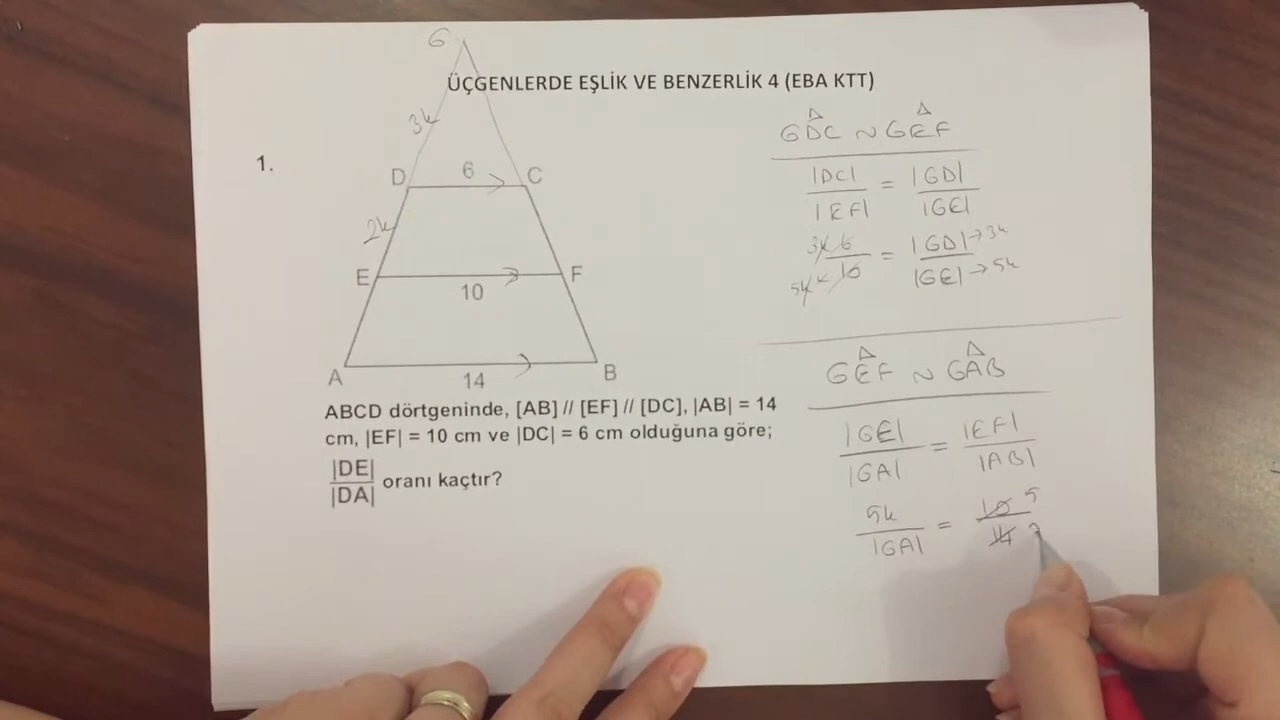 G
ÜÇGENLERDE EŞLİK VE BENZERLİK 4 (EBA KTT)
1.
3k
D 6 C
2k
E F
10
A 14 B
ABCD dörtgeninde, [AB] // [EF] // [DC], |AB| = 14
cm, |EF| = 10 cm ve |DC| = 6 cm olduğuna göre;
|DE|
|DA| oranı kaçtır?
GDC ~ GEF
|DC| = |GD|
|EF| |GE|
3k 6 = |GD| → 3k
5k 10 |GE| → 5k
GEF ~ GAB
|GE| = |EF|
|GA| |AB|
5k = 10 5
|GA| 14